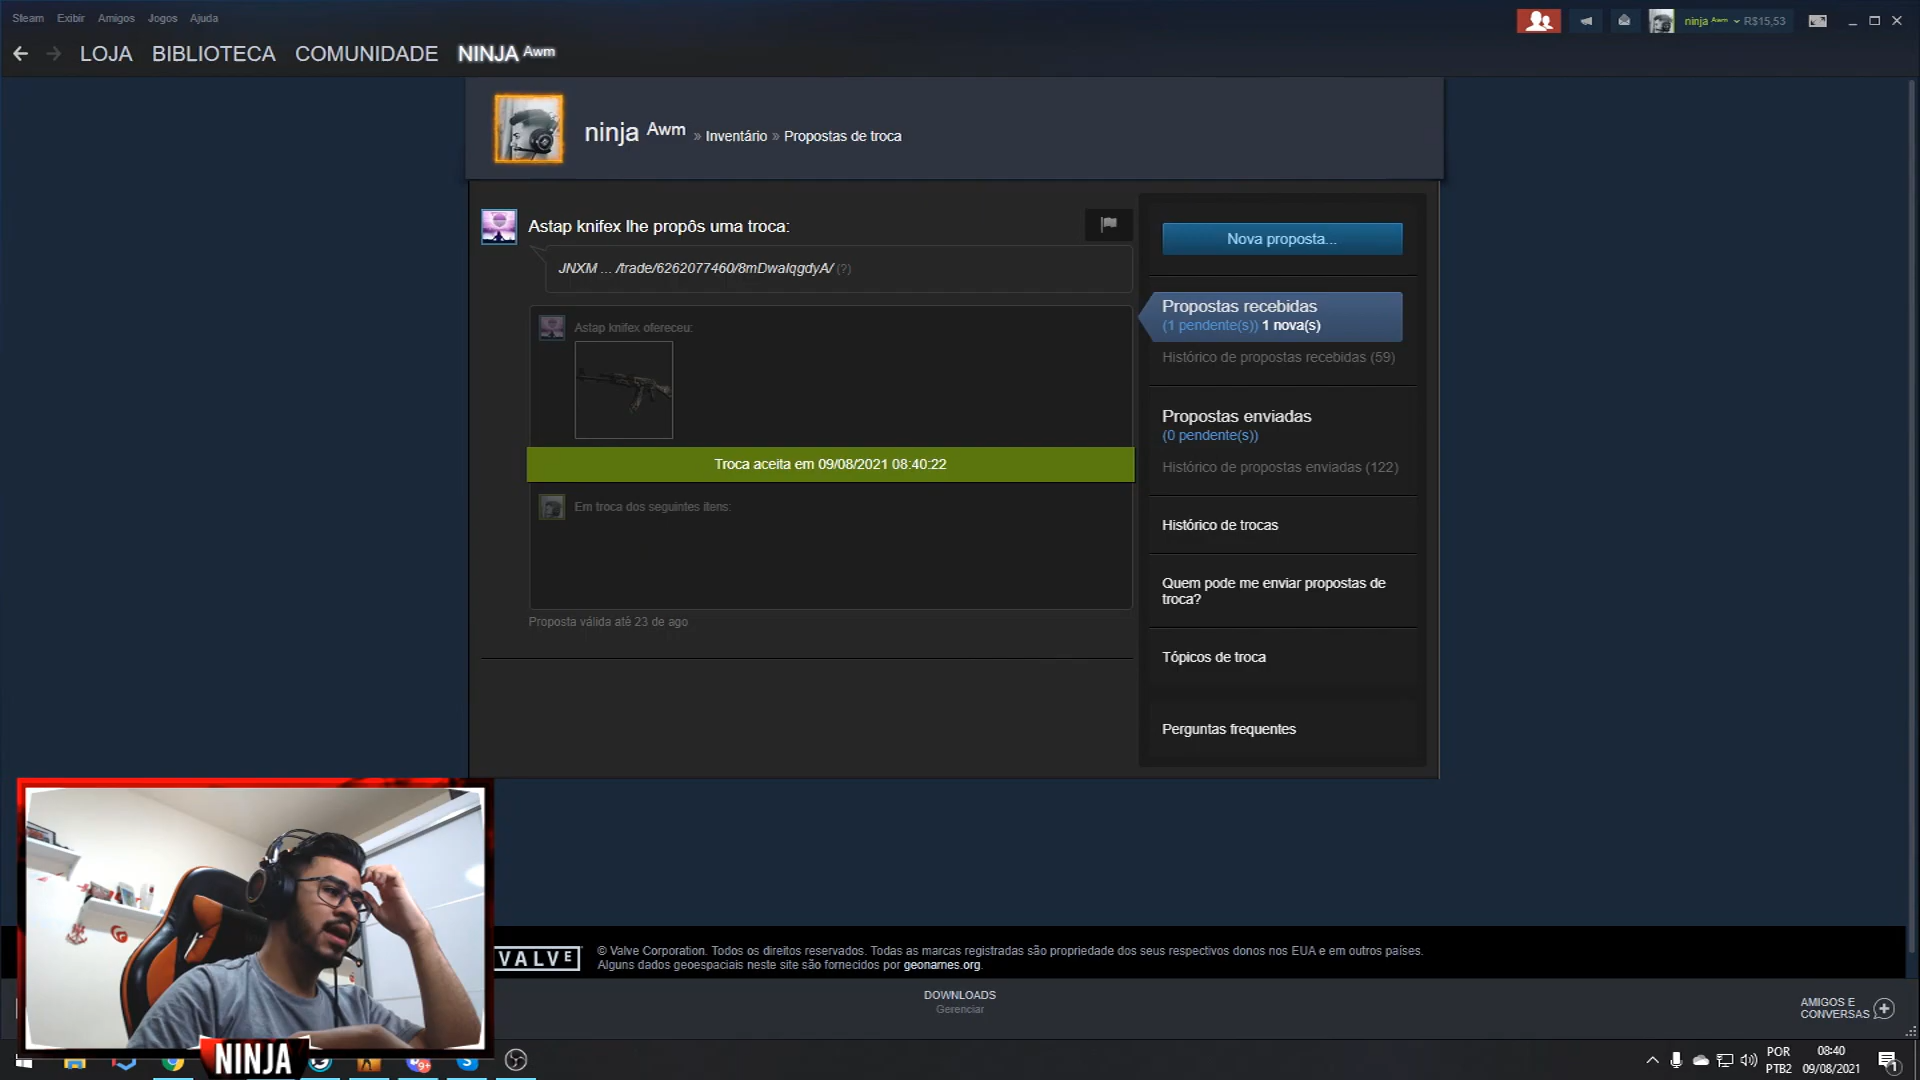 Steam Exibir Amigos Jogos Ajuda
ninja ᴬʷᵐ R$15,53
LOJA BIBLIOTECA COMUNIDADE NINJA ᴬʷᵐ
ninja ᴬʷᵐ » Inventário » Propostas de troca
Astap knifex lhe propôs uma troca:
JNXM ... /trade/6262077460/8mDwaIqgdyA/ (?)
Astap knifex ofereceu:
Troca aceita em 09/08/2021 08:40:22
Em troca dos seguintes itens:
Proposta válida até 23 de ago
Nova proposta...
Propostas recebidas
(1 pendente(s)) 1 nova(s)
Histórico de propostas recebidas (59)
Propostas enviadas
(0 pendente(s))
Histórico de propostas enviadas (122)
Histórico de trocas
Quem pode me enviar propostas de
troca?
Tópicos de troca
Perguntas frequentes
VALVE
© Valve Corporation. Todos os direitos reservados. Todas as marcas registradas são propriedade dos seus respectivos donos nos EUA e em outros países.
Alguns dados geoespaciais neste site são fornecidos por geonames.org.
DOWNLOADS
Gerenciar
AMIGOS E
CONVERSAS
NINJA
9+
POR
PTB2
08:40
09/08/2021
1